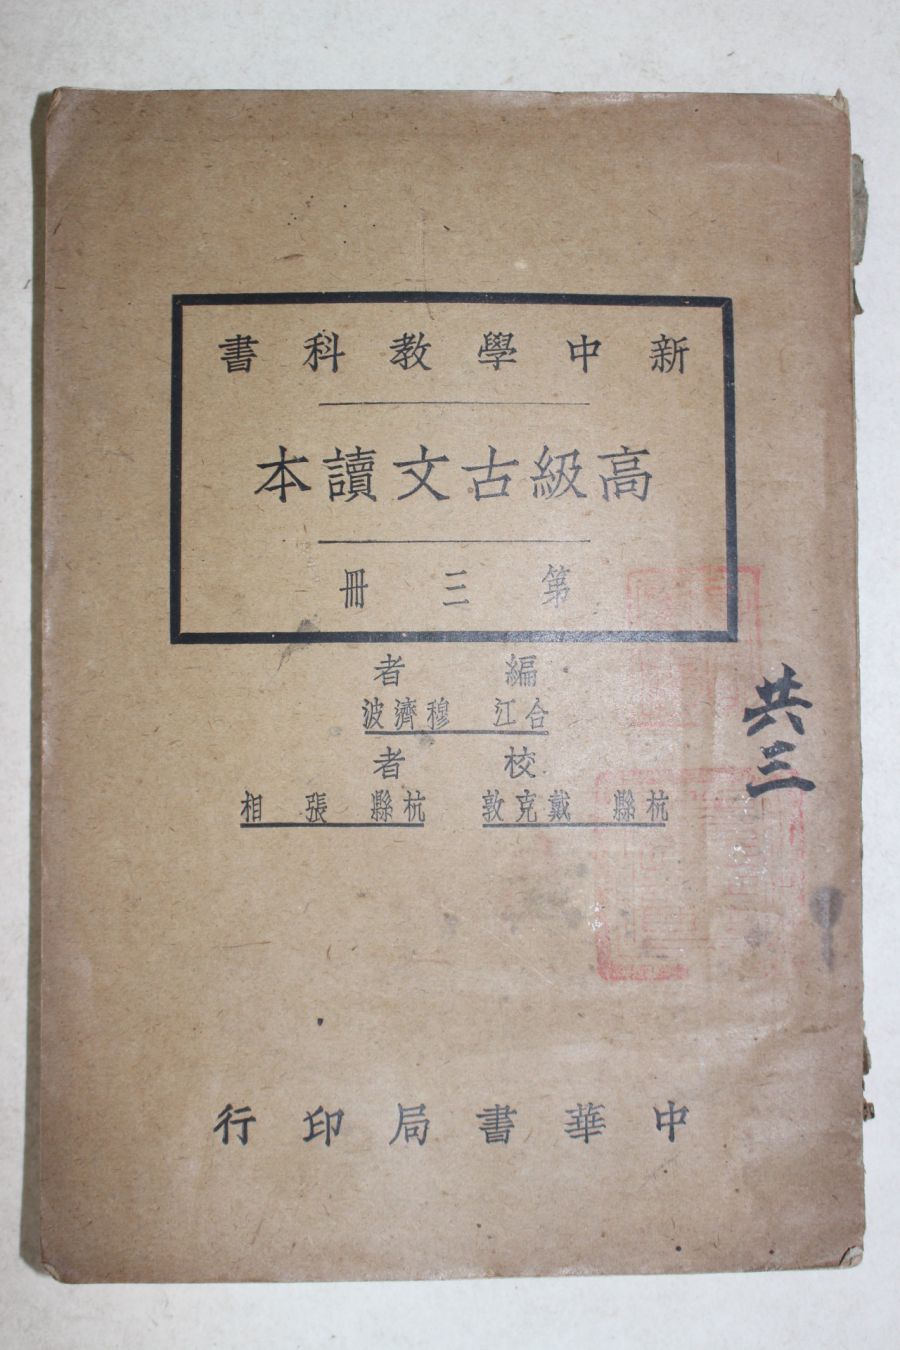 新中學教科書
高級古文讀本
第三冊
編者
合江 穆濟波
校者
杭縣 戴克敦 杭縣 張相
共三
中華書局印行